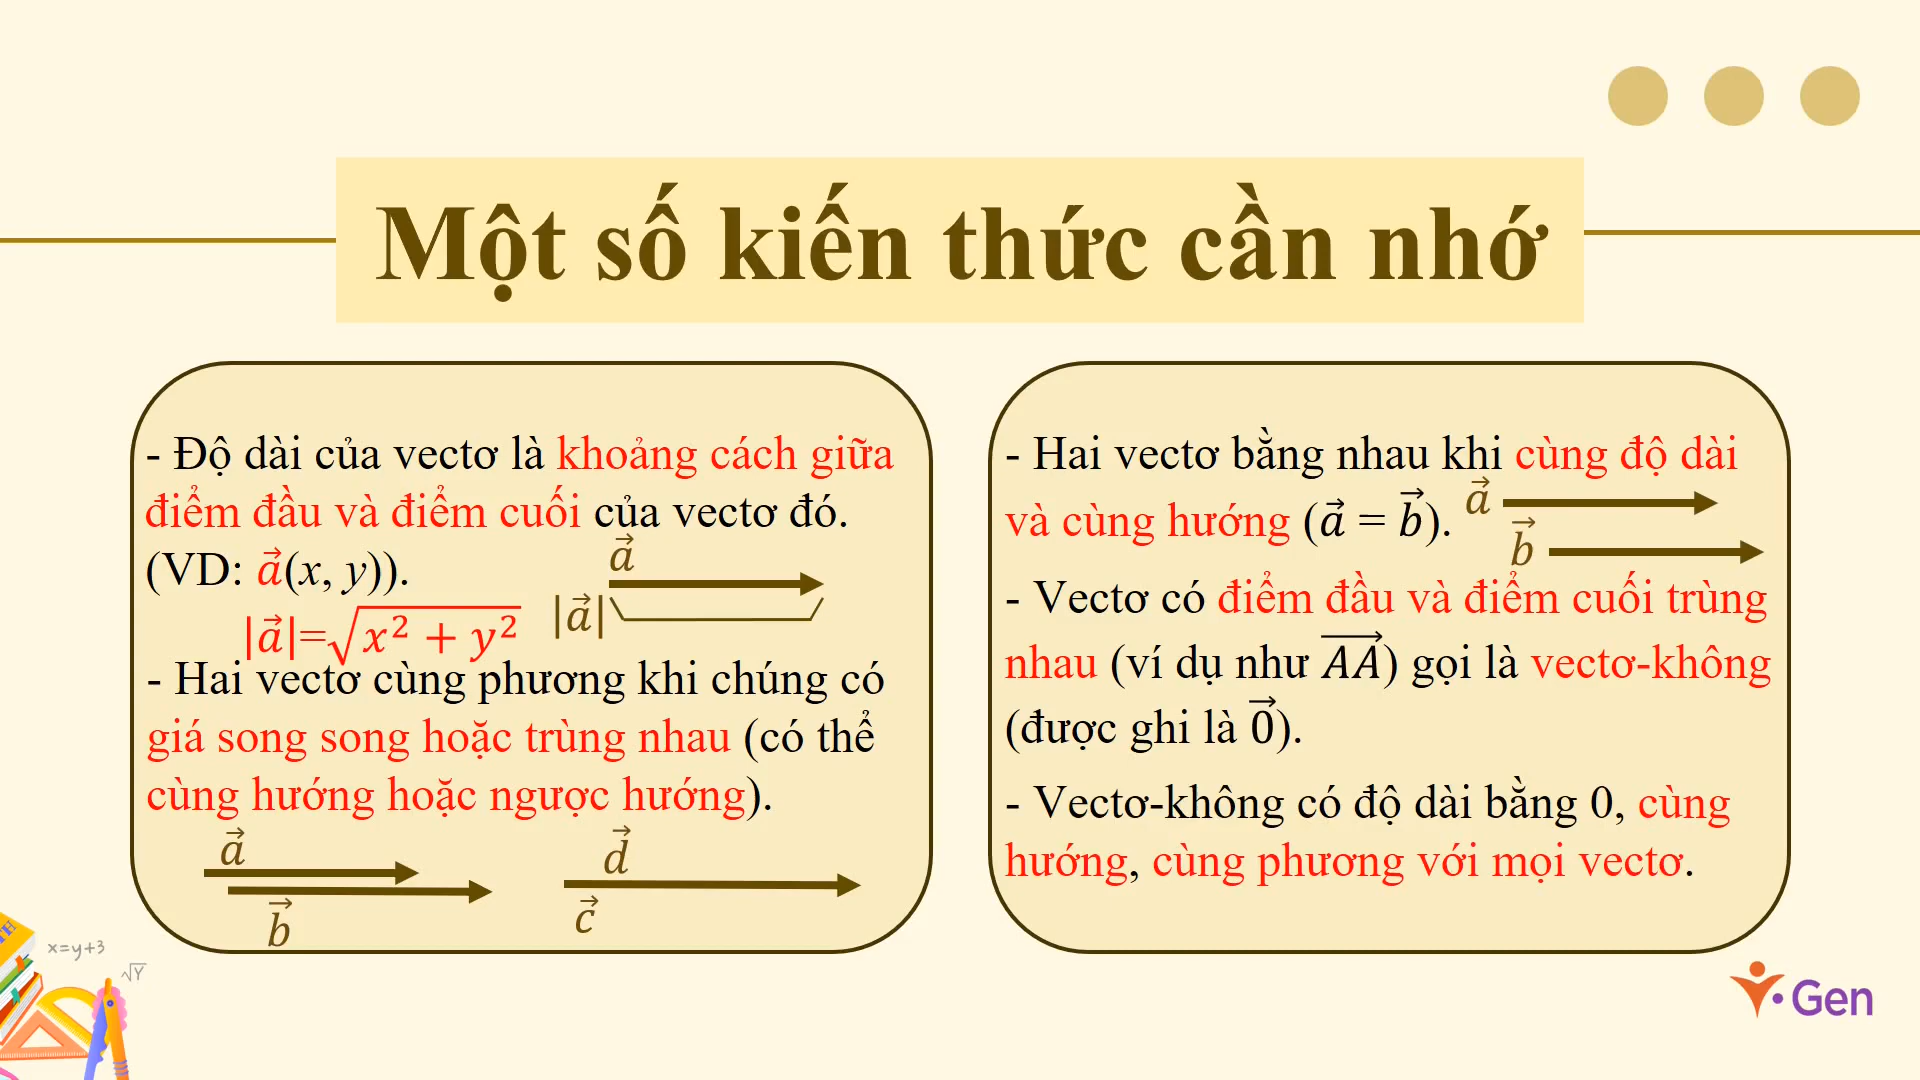 Một số kiến thức cần nhớ
- Độ dài của vectơ là khoảng cách giữa
điểm đầu và điểm cuối của vectơ đó.
(VD: a⃗(x, y)).
a⃗
|a⃗|=√(x² + y²)
|a⃗|
- Hai vectơ cùng phương khi chúng có
giá song song hoặc trùng nhau (có thể
cùng hướng hoặc ngược hướng).
a⃗
b⃗
d⃗
c⃗
- Hai vectơ bằng nhau khi cùng độ dài
và cùng hướng (a⃗ = b⃗).
a⃗
b⃗
- Vectơ có điểm đầu và điểm cuối trùng
nhau (ví dụ như A⃗A⃗) gọi là vectơ-không
(được ghi là 0⃗).
- Vectơ-không có độ dài bằng 0, cùng
hướng, cùng phương với mọi vectơ.
x=y+3
√Y
Gen